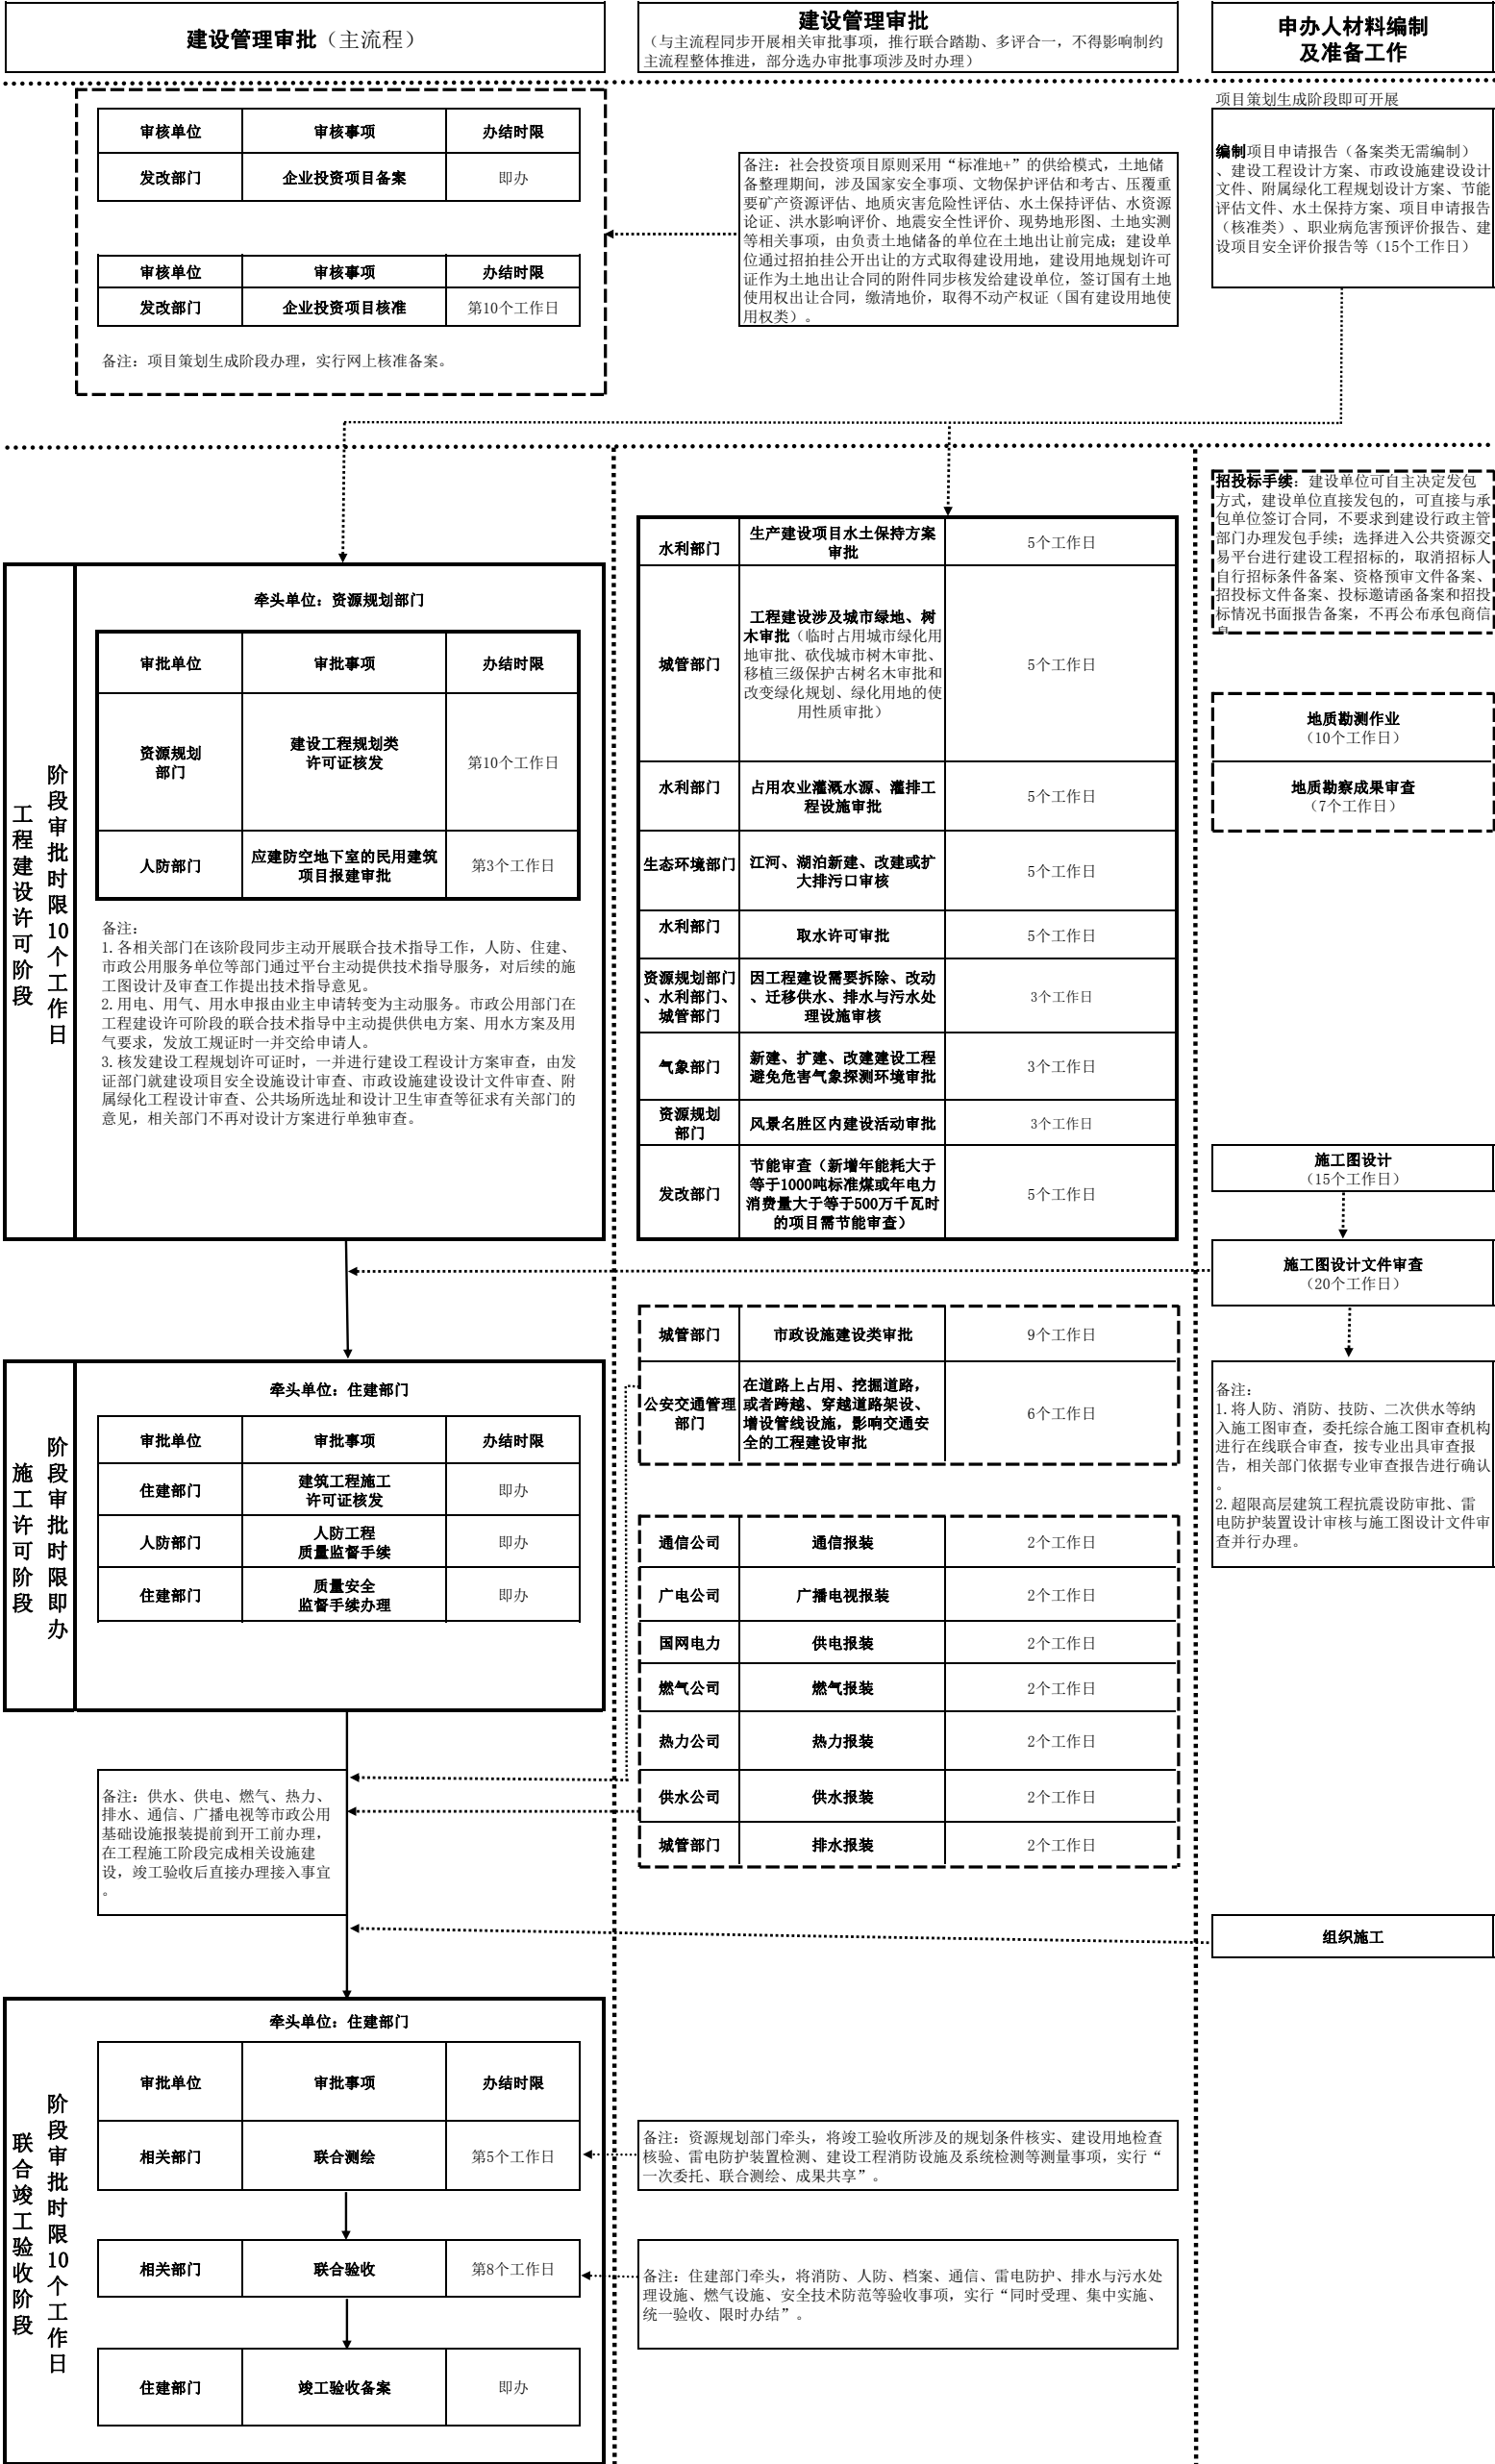 建设管理审批（主流程）
建设管理审批
（与主流程同步开展相关审批事项，推行联合踏勘、多评合一，不得影响制约
主流程整体推进，部分选办审批事项涉及时办理）
申办人材料编制
及准备工作
审核单位 审核事项 办结时限
发改部门 企业投资项目备案 即办
审核单位 审核事项 办结时限
发改部门 企业投资项目核准 第10个工作日
备注：项目策划生成阶段办理，实行网上核准备案。
备注：社会投资项目原则采用“标准地+”的供给模式，土地储
备整理期间，涉及国家安全事项、文物保护评估和考古、压覆重
要矿产资源评估、地质灾害危险性评估、水土保持评估、水资源
论证、洪水影响评价、地震安全性评价、现势地形图、土地实测
等相关事项，由负责土地储备的单位在土地出让前完成；建设单
位通过招拍挂公开出让的方式取得建设用地，建设用地规划许可
证作为土地出让合同的附件同步核发给建设单位，签订国有土地
使用权出让合同，缴清地价，取得不动产权证（国有建设用地使
用权类）。
项目策划生成阶段即可开展
编制项目申请报告（备案类无需编制）
、建设工程设计方案、市政设施建设设计
文件、附属绿化工程规划设计方案、节能
评估文件、水土保持方案、项目申请报告
（核准类）、职业病危害预评价报告、建
设项目安全评价报告等（15个工作日）
工程建设许可阶段
阶段审批时限10个工作日
牵头单位：资源规划部门
审批单位 审批事项 办结时限
资源规划
部门
建设工程规划类
许可证核发
第10个工作日
人防部门
应建防空地下室的民用建筑
项目报建审批
第3个工作日
备注：
1.各相关部门在该阶段同步主动开展联合技术指导工作，人防、住建、
市政公用服务单位等部门通过平台主动提供技术指导服务，对后续的施
工图设计及审查工作提出技术指导意见。
2.用电、用气、用水申报由业主申请转变为主动服务。市政公用部门在
工程建设许可阶段的联合技术指导中主动提供供电方案、用水方案及用
气要求，发放工规证时一并交给申请人。
3.核发建设工程规划许可证时，一并进行建设工程设计方案审查，由发
证部门就建设项目安全设施设计审查、市政设施建设设计文件审查、附
属绿化工程设计审查、公共场所选址和设计卫生审查等征求有关部门的
意见，相关部门不再对设计方案进行单独审查。
水利部门
生产建设项目水土保持方案
审批
5个工作日
城管部门
工程建设涉及城市绿地、树
木审批（临时占用城市绿化用
地审批、砍伐城市树木审批、
移植三级保护古树名木审批和
改变绿化规划、绿化用地的使
用性质审批）
5个工作日
水利部门
占用农业灌溉水源、灌排工
程设施审批
5个工作日
生态环境部门
江河、湖泊新建、改建或扩
大排污口审核
5个工作日
水利部门 取水许可审批 5个工作日
资源规划部门
、水利部门、
城管部门
因工程建设需要拆除、改动
、迁移供水、排水与污水处
理设施审核
3个工作日
气象部门
新建、扩建、改建建设工程
避免危害气象探测环境审批
3个工作日
资源规划
部门
风景名胜区内建设活动审批
3个工作日
发改部门
节能审查（新增年能耗大于
等于1000吨标准煤或年电力
消费量大于等于500万千瓦时
的项目需节能审查）
5个工作日
招投标手续：建设单位可自主决定发包
方式，建设单位直接发包的，可直接与承
包单位签订合同，不要求到建设行政主管
部门办理发包手续；选择进入公共资源交
易平台进行建设工程招标的，取消招标人
自行招标条件备案、资格预审文件备案、
招投标文件备案、投标邀请函备案和招投
标情况书面报告备案，不再公布承包商信
地质勘测作业
（10个工作日）
地质勘察成果审查
（7个工作日）
施工图设计
（15个工作日）
施工图设计文件审查
（20个工作日）
备注：
1.将人防、消防、技防、二次供水等纳
入施工图审查，委托综合施工图审查机构
进行在线联合审查，按专业出具审查报
告，相关部门依据专业审查报告进行确认
。
2.超限高层建筑工程抗震设防审批、雷
电防护装置设计审核与施工图设计文件审
查并行办理。
施工许可阶段
阶段审批时限即办
牵头单位：住建部门
审批单位 审批事项 办结时限
住建部门
建筑工程施工
许可证核发
即办
人防部门
人防工程
质量监督手续
即办
住建部门
质量安全
监督手续办理
即办
城管部门 市政设施建设类审批 9个工作日
公安交通管理
部门
在道路上占用、挖掘道路，
或者跨越、穿越道路架设、
增设管线设施，影响交通安
全的工程建设审批
6个工作日
通信公司 通信报装 2个工作日
广电公司 广播电视报装 2个工作日
国网电力 供电报装 2个工作日
燃气公司 燃气报装 2个工作日
热力公司 热力报装 2个工作日
供水公司 供水报装 2个工作日
城管部门 排水报装 2个工作日
备注：供水、供电、燃气、热力、
排水、通信、广播电视等市政公用
基础设施报装提前到开工前办理，
在工程施工阶段完成相关设施建
设，竣工验收后直接办理接入事宜
。
组织施工
联合竣工验收阶段
阶段审批时限10个工作日
牵头单位：住建部门
审批单位 审批事项 办结时限
相关部门 联合测绘 第5个工作日
相关部门 联合验收 第8个工作日
住建部门 竣工验收备案 即办
备注：资源规划部门牵头，将竣工验收所涉及的规划条件核实、建设用地检查
核验、雷电防护装置检测、建设工程消防设施及系统检测等测量事项，实行“
一次委托、联合测绘、成果共享”。
备注：住建部门牵头，将消防、人防、档案、通信、雷电防护、排水与污水处
理设施、燃气设施、安全技术防范等验收事项，实行“同时受理、集中实施、
统一验收、限时办结”。